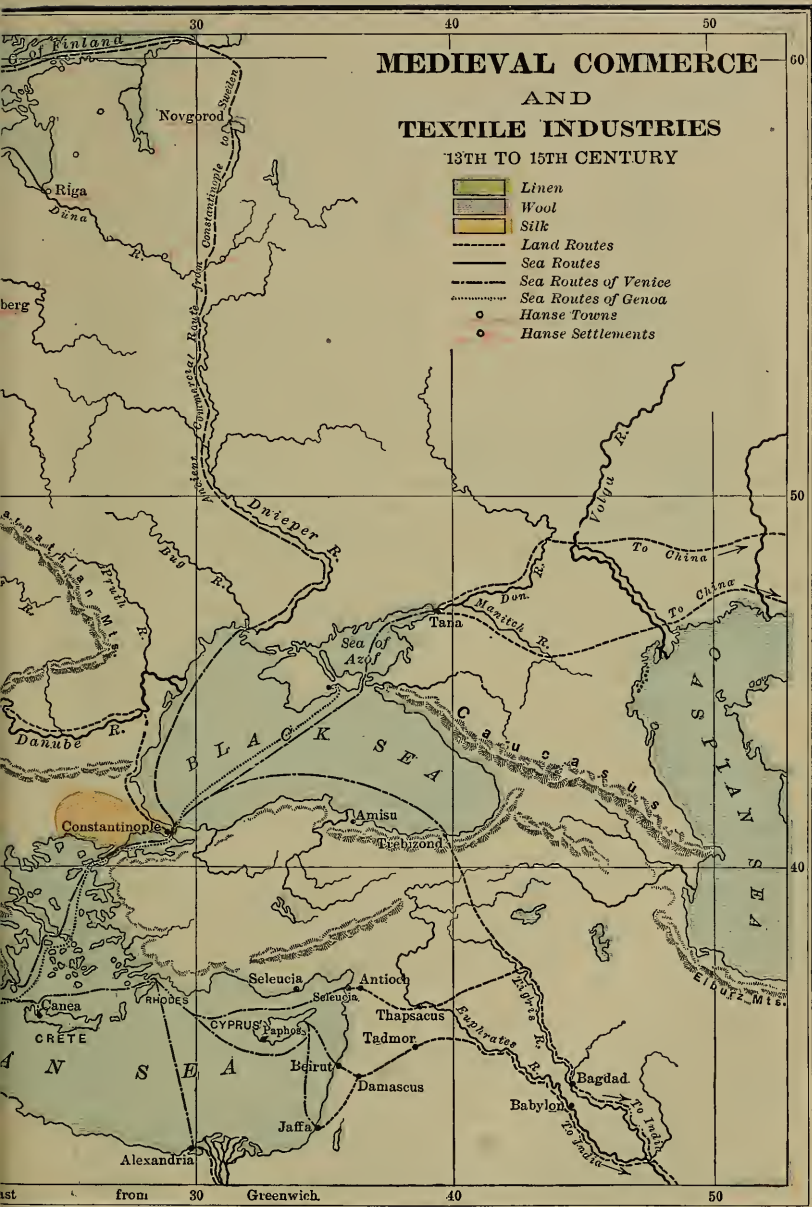 30
40
50
G. of Finland
60
MEDIEVAL COMMERCE
AND
TEXTILE INDUSTRIES
13TH TO 15TH CENTURY
Linen
Wool
Silk
Land Routes
Sea Routes
Sea Routes of Venice
Sea Routes of Genoa
Hanse Towns
Hanse Settlements
Novgorod
Ancient Commercial Route from Constantinople to Sweden
Riga
Düna R.
berg
50
Volga R.
Dnieper R.
Bug R.
arpathian Mts.
Pruth R.
R.
To China
To China
Don. R.
Manitch R.
Tana
Sea of
Azof
CASPIAN SEA
BLACK SEA
Caucasus
Danube R.
Constantinople
Amisu
Trebizond
40
Elburz Mts.
Seleucia
Antioch
Seleucia
RHODES
Canea
CRETE
CYPRUS
Paphos
Thapsacus
Tigris R.
Euphrates R.
Tadmor
AN SEA
Beirut
Damascus
Bagdad
Babylon
To India
To India
Jaffa
Alexandria
ast from 30 Greenwich. 40 50